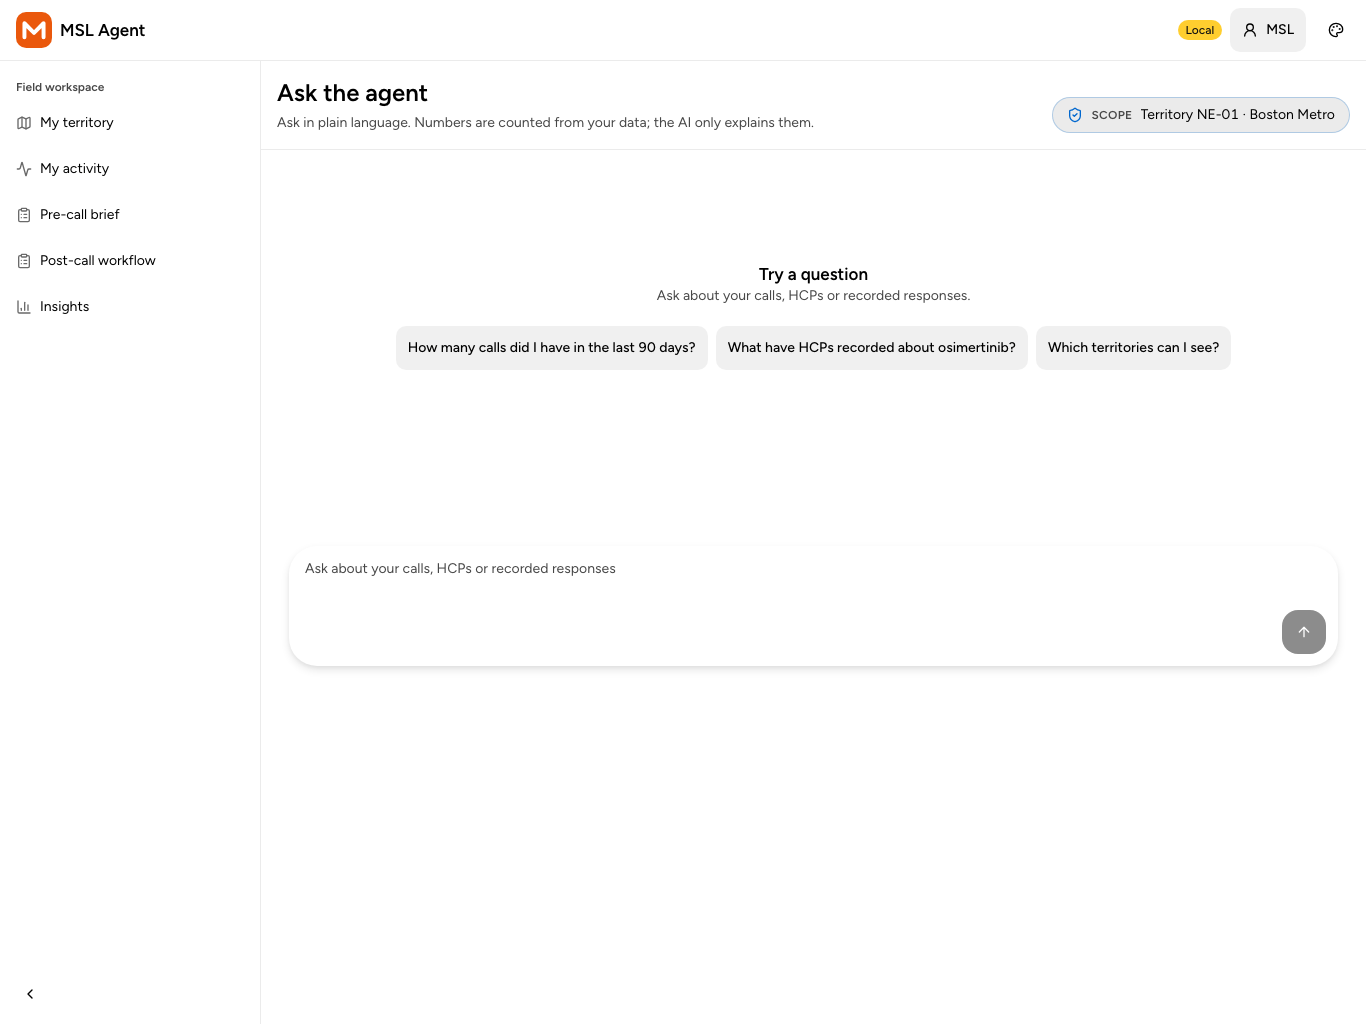 MSL Agent
Local
MSL
Field workspace
My territory
My activity
Pre-call brief
Post-call workflow
Insights
Ask the agent
Ask in plain language. Numbers are counted from your data; the AI only explains them.
SCOPE Territory NE-01 · Boston Metro
Try a question
Ask about your calls, HCPs or recorded responses.
How many calls did I have in the last 90 days?
What have HCPs recorded about osimertinib?
Which territories can I see?
Ask about your calls, HCPs or recorded responses